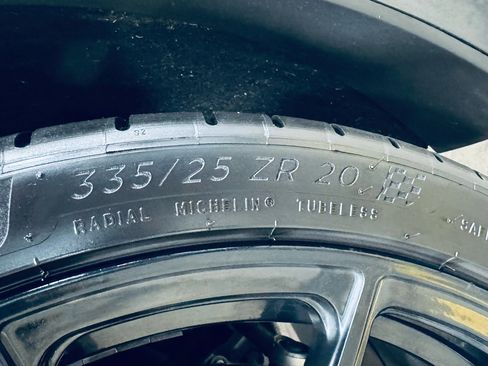 335/25 ZR 20
RADIAL MICHELIN® TUBELESS